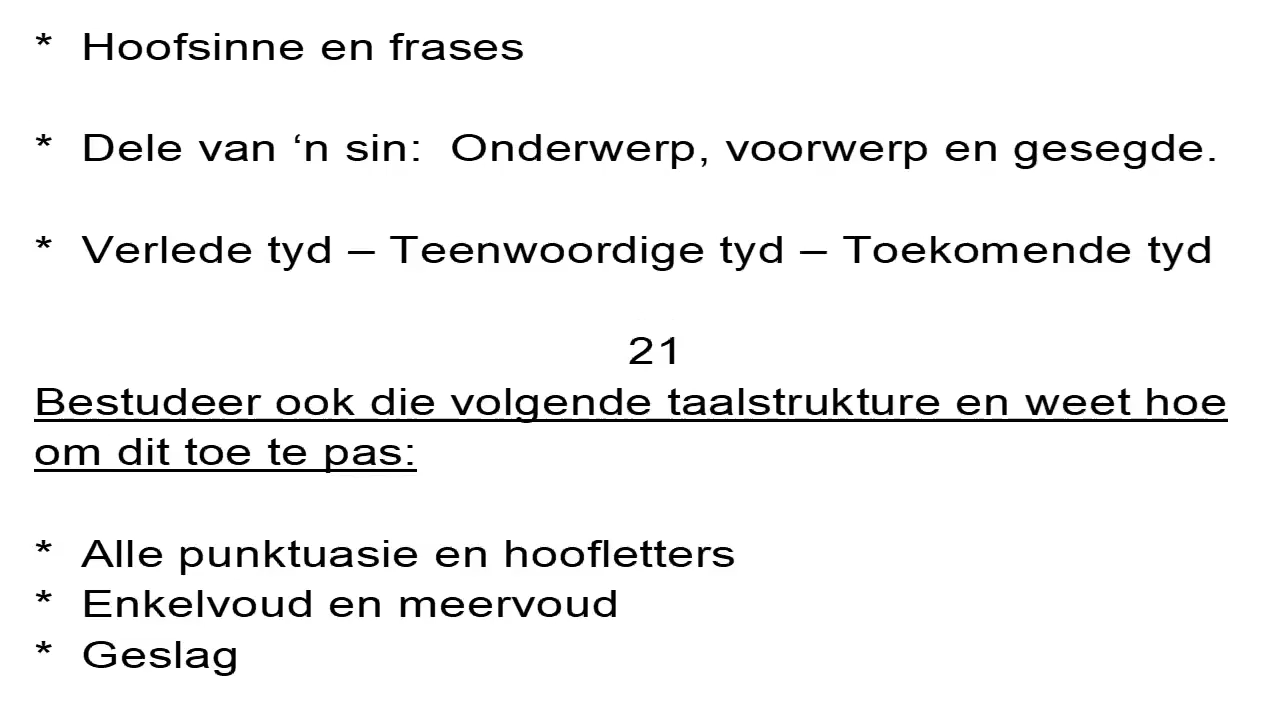 * Hoofsinne en frases
* Dele van ‘n sin: Onderwerp, voorwerp en gesegde.
* Verlede tyd – Teenwoordige tyd – Toekomende tyd
21
Bestudeer ook die volgende taalstrukture en weet hoe
om dit toe te pas:
* Alle punktuasie en hoofletters
* Enkelvoud en meervoud
* Geslag